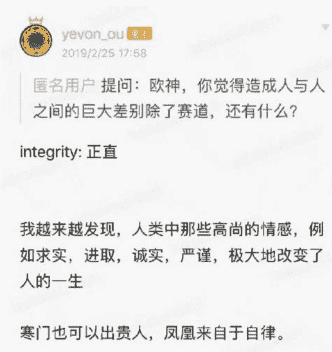 yevon_ou
2019/2/25 17:58
匿名用户 提问：欧神，你觉得造成人与人
之间的巨大差别除了赛道，还有什么？
integrity: 正直
我越来越发现，人类中那些高尚的情感，例
如求实，进取，诚实，严谨，极大地改变了
人的一生
寒门也可以出贵人，凤凰来自于自律。